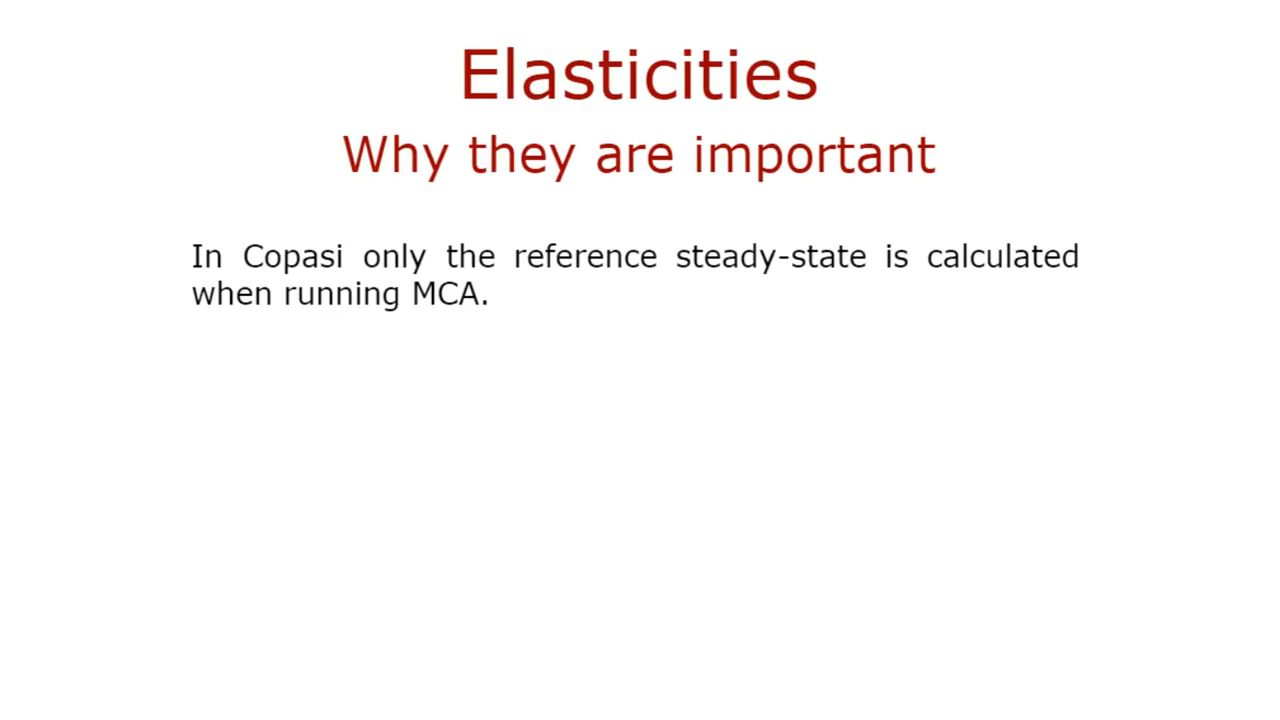 Elasticities
Why they are important
In Copasi only the reference steady-state is calculated
when running MCA.